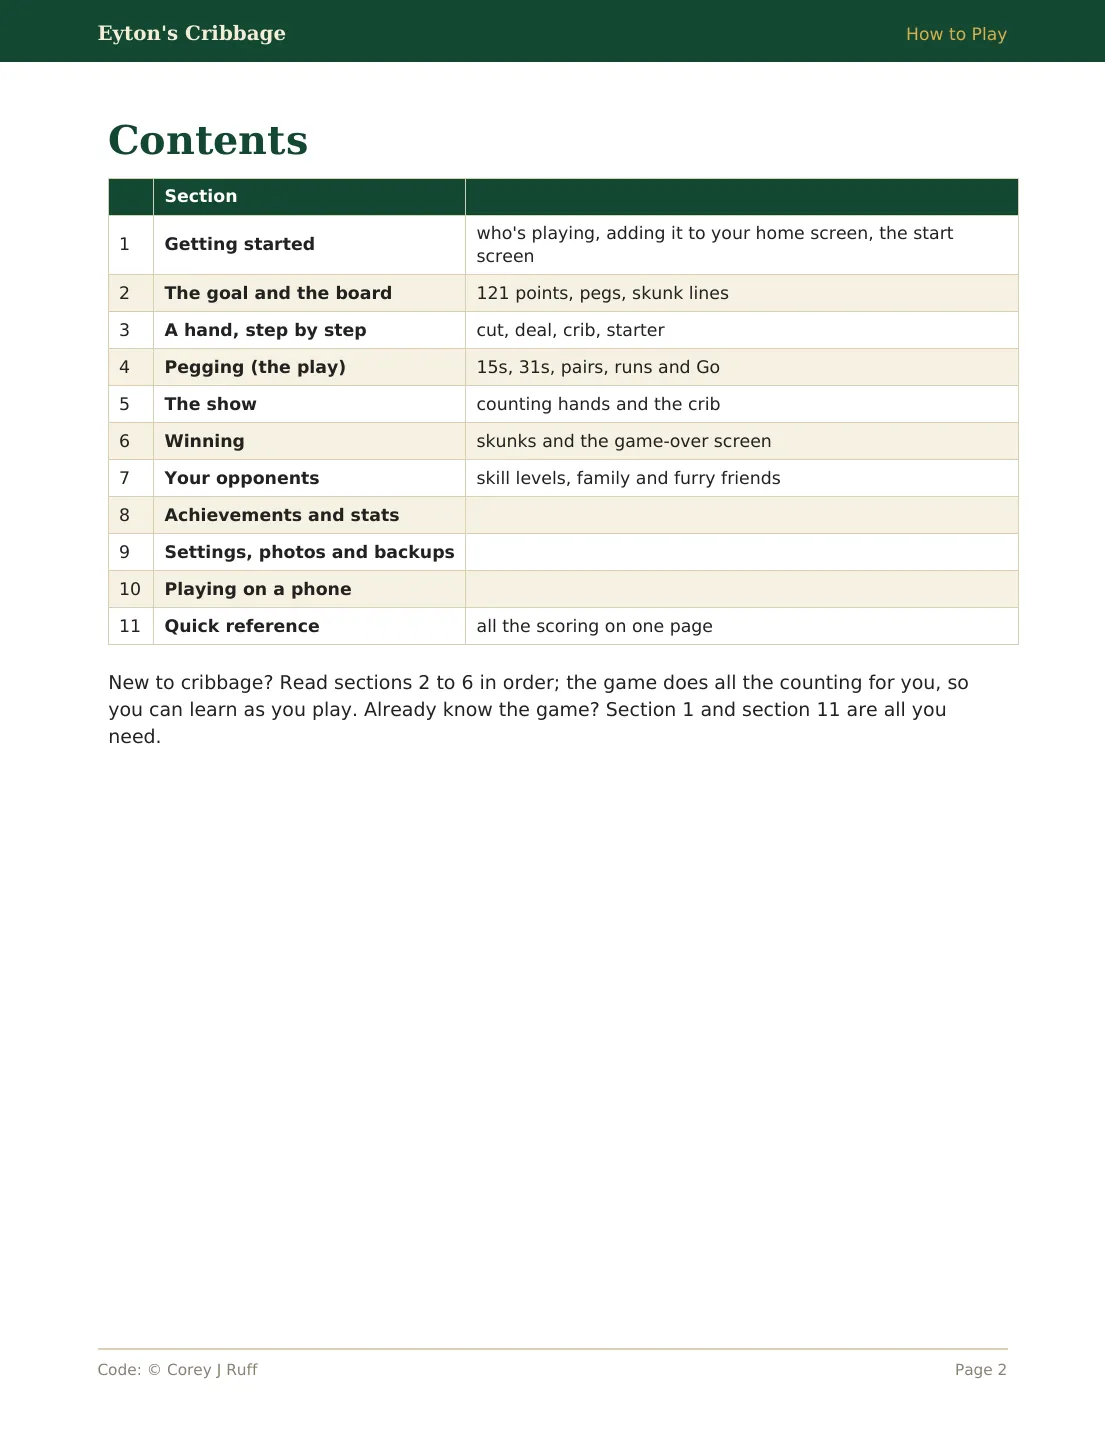 Eyton's Cribbage
How to Play
Contents
Section
1 Getting started who's playing, adding it to your home screen, the start
screen
2 The goal and the board 121 points, pegs, skunk lines
3 A hand, step by step cut, deal, crib, starter
4 Pegging (the play) 15s, 31s, pairs, runs and Go
5 The show counting hands and the crib
6 Winning skunks and the game-over screen
7 Your opponents skill levels, family and furry friends
8 Achievements and stats
9 Settings, photos and backups
10 Playing on a phone
11 Quick reference all the scoring on one page
New to cribbage? Read sections 2 to 6 in order; the game does all the counting for you, so
you can learn as you play. Already know the game? Section 1 and section 11 are all you
need.
Code: © Corey J Ruff
Page 2